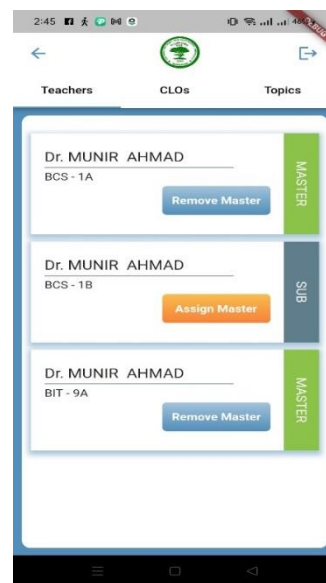 2:45
Teachers CLOs Topics
Dr. MUNIR AHMAD
BCS - 1A
Remove Master
MASTER
Dr. MUNIR AHMAD
BCS - 1B
Assign Master
SUB
Dr. MUNIR AHMAD
BIT - 9A
Remove Master
MASTER